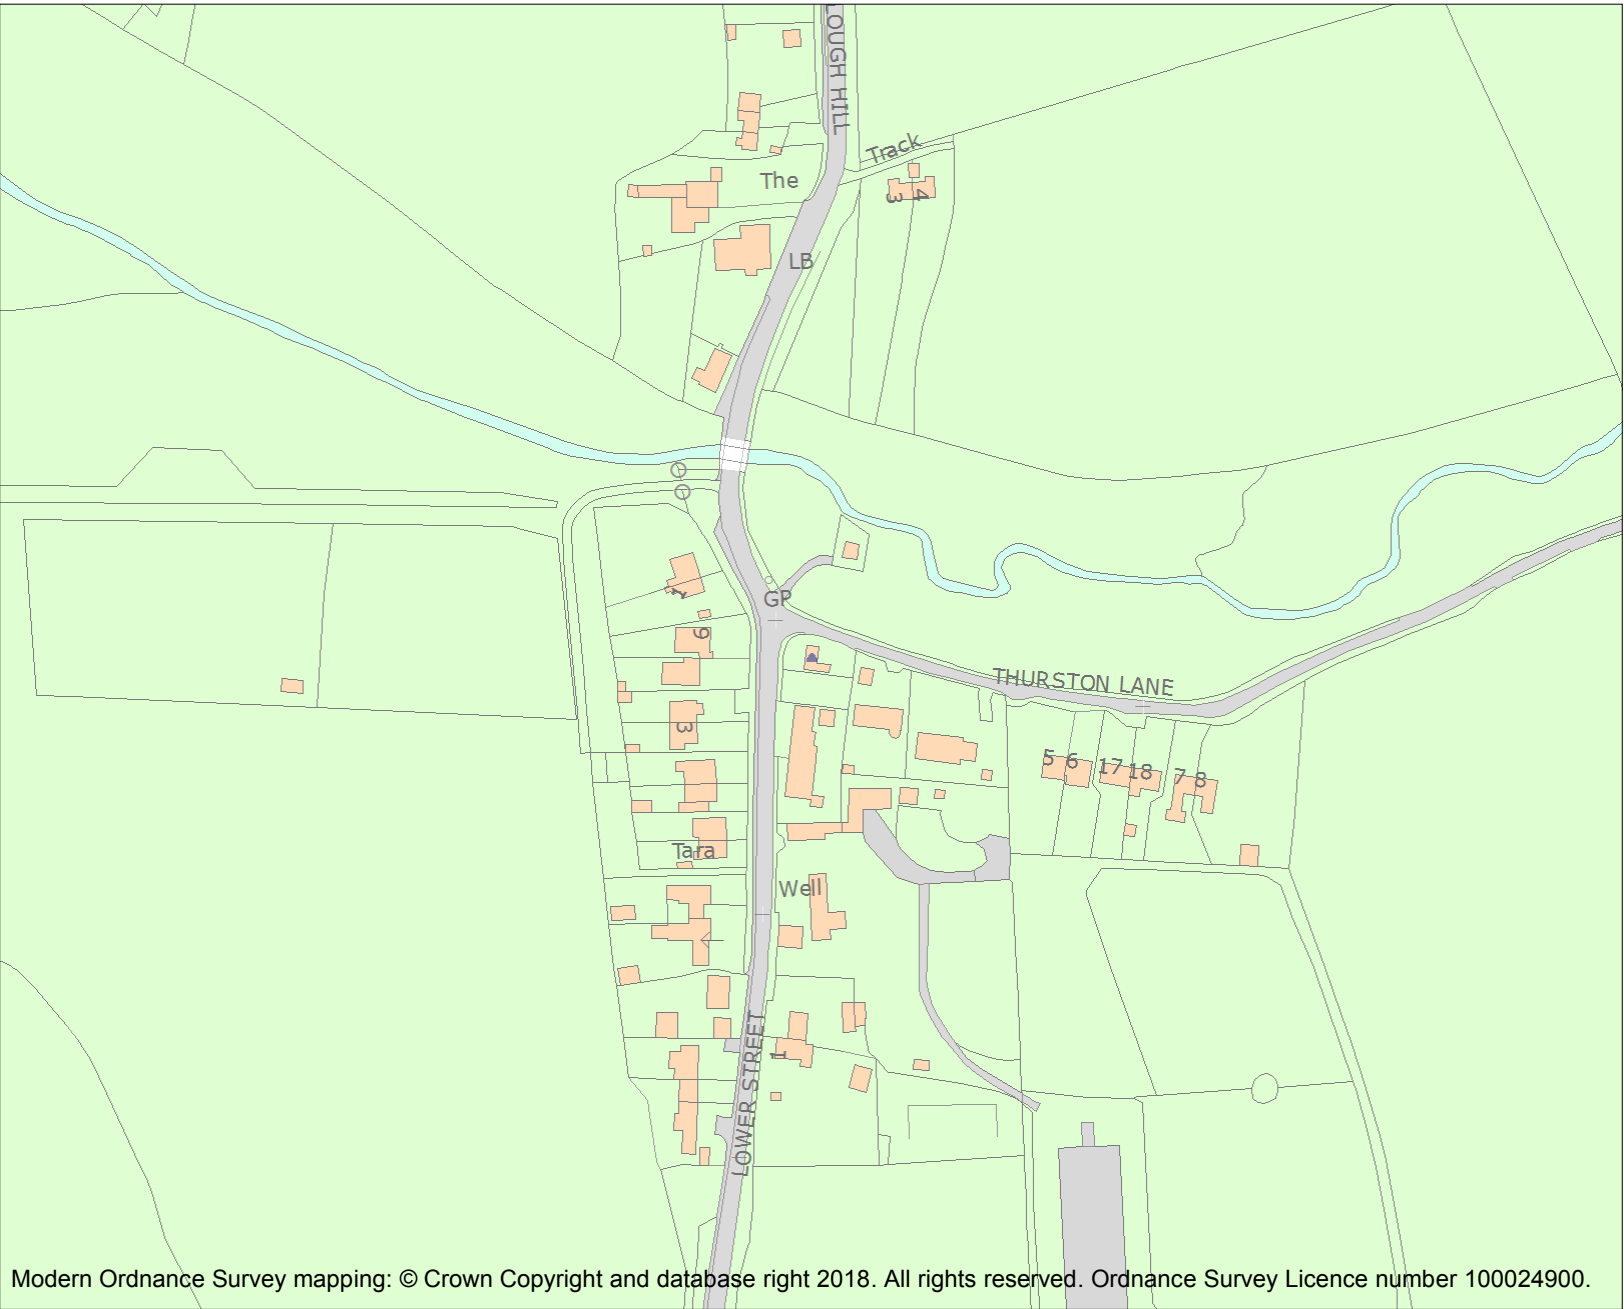 LOUGH HILL
Track
The
3
4
LB
GP
1
6
3
THURSTON LANE
5
6
17
18
7
8
Tara
Well
LOWER STREET
1
Modern Ordnance Survey mapping: © Crown Copyright and database right 2018. All rights reserved. Ordnance Survey Licence number 100024900.